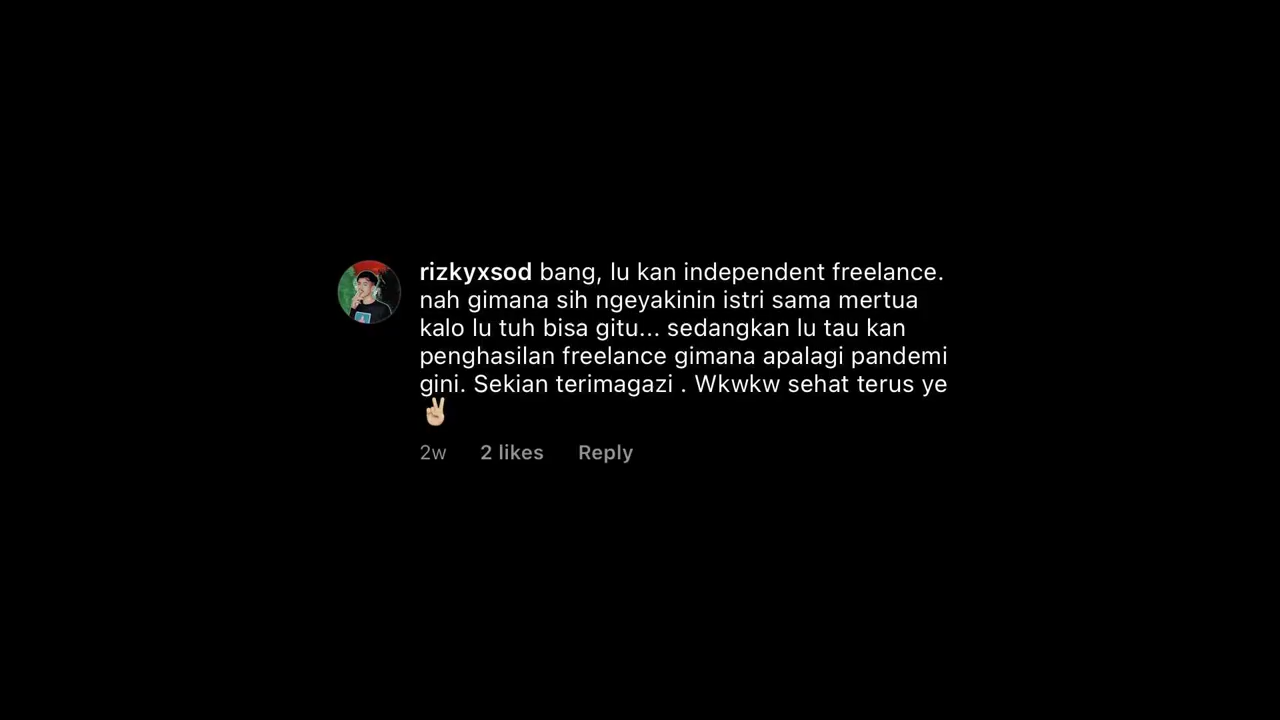 rizkyxsod bang, lu kan independent freelance.
nah gimana sih ngeyakinin istri sama mertua
kalo lu tuh bisa gitu... sedangkan lu tau kan
penghasilan freelance gimana apalagi pandemi
gini. Sekian terimagazi . Wkwkw sehat terus ye
✌🏼
2w 2 likes Reply